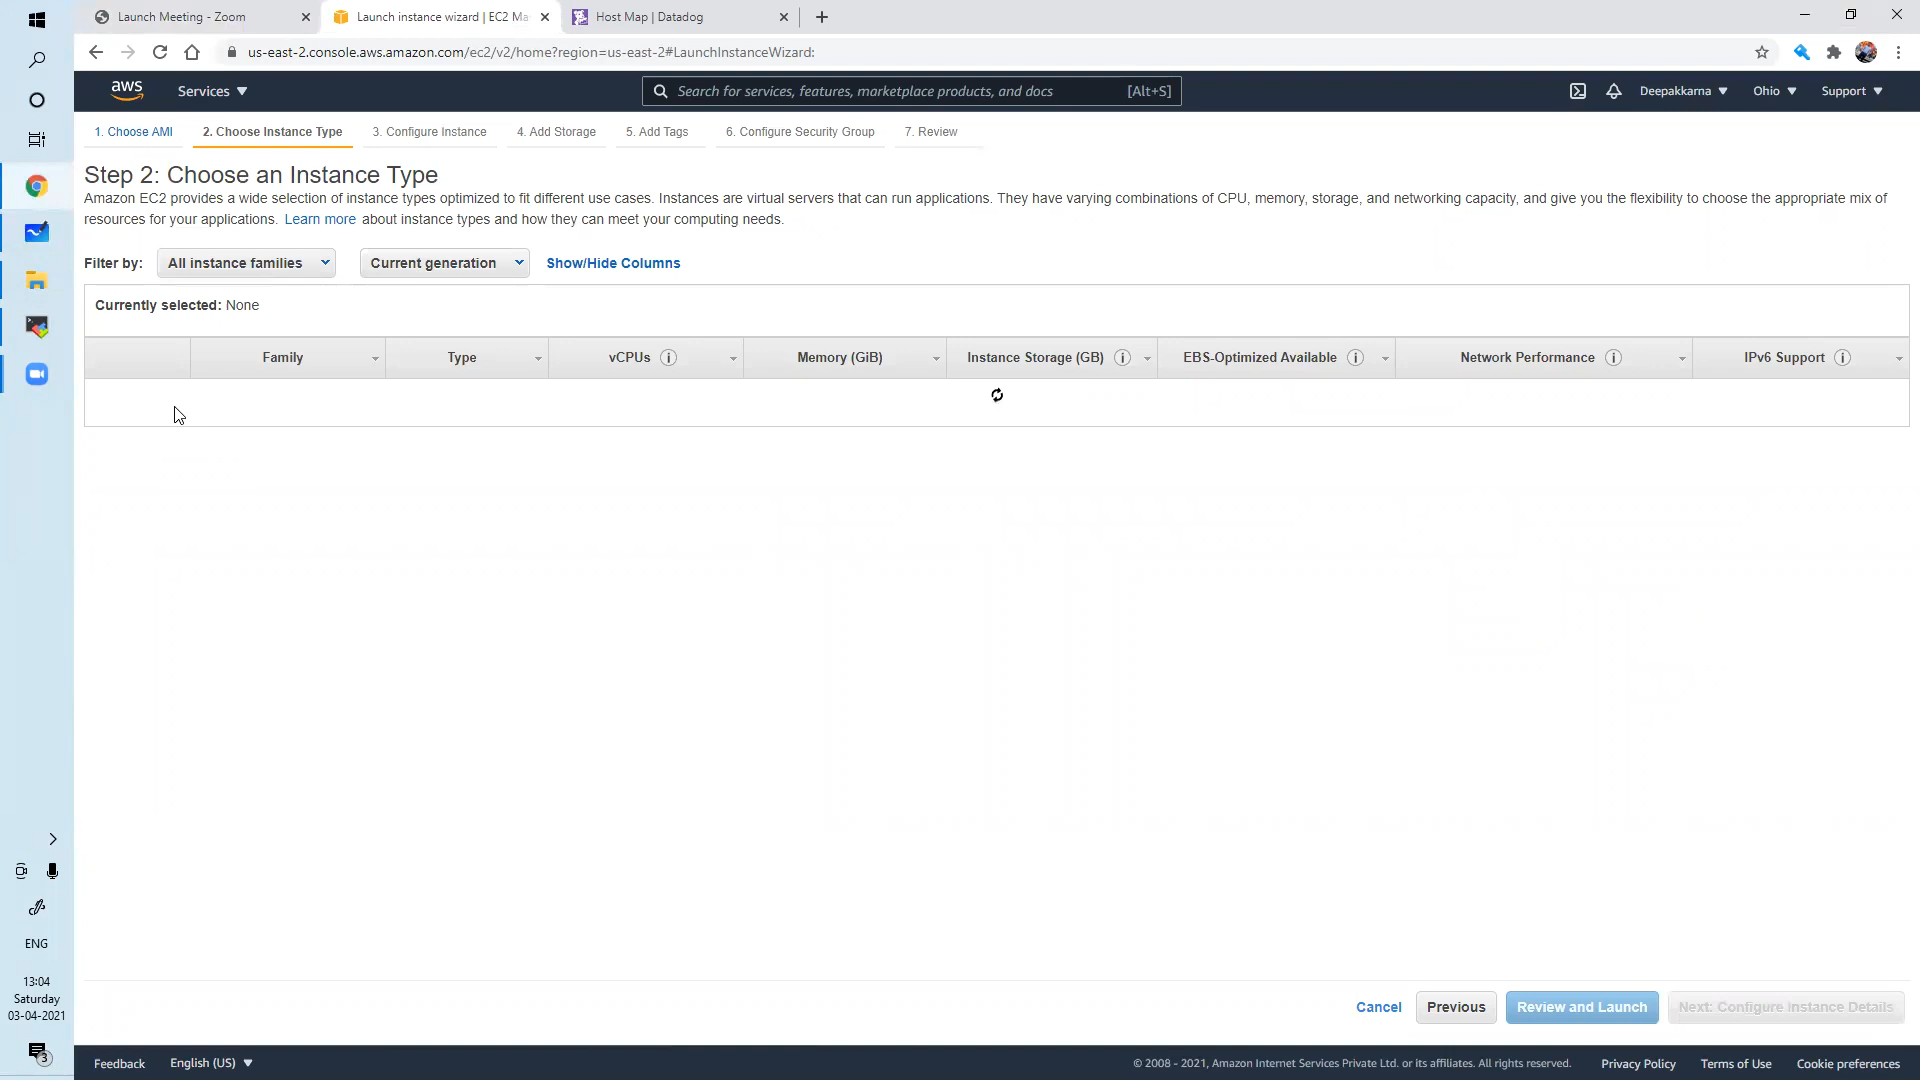 Launch Meeting - Zoom
Launch instance wizard | EC2 Ma
Host Map | Datadog
us-east-2.console.aws.amazon.com/ec2/v2/home?region=us-east-2#LaunchInstanceWizard:
aws
Services
Search for services, features, marketplace products, and docs
[Alt+S]
Deepakkarna
Ohio
Support
1. Choose AMI
2. Choose Instance Type
3. Configure Instance
4. Add Storage
5. Add Tags
6. Configure Security Group
7. Review
Step 2: Choose an Instance Type
Amazon EC2 provides a wide selection of instance types optimized to fit different use cases. Instances are virtual servers that can run applications. They have varying combinations of CPU, memory, storage, and networking capacity, and give you the flexibility to choose the appropriate mix of
resources for your applications. Learn more about instance types and how they can meet your computing needs.
Filter by:
All instance families
Current generation
Show/Hide Columns
Currently selected: None
Family
Type
vCPUs
Memory (GiB)
Instance Storage (GB)
EBS-Optimized Available
Network Performance
IPv6 Support
Cancel
Previous
Review and Launch
Next: Configure Instance Details
ENG
13:04
Saturday
03-04-2021
3
Feedback
English (US)
© 2008 - 2021, Amazon Internet Services Private Ltd. or its affiliates. All rights reserved.
Privacy Policy
Terms of Use
Cookie preferences